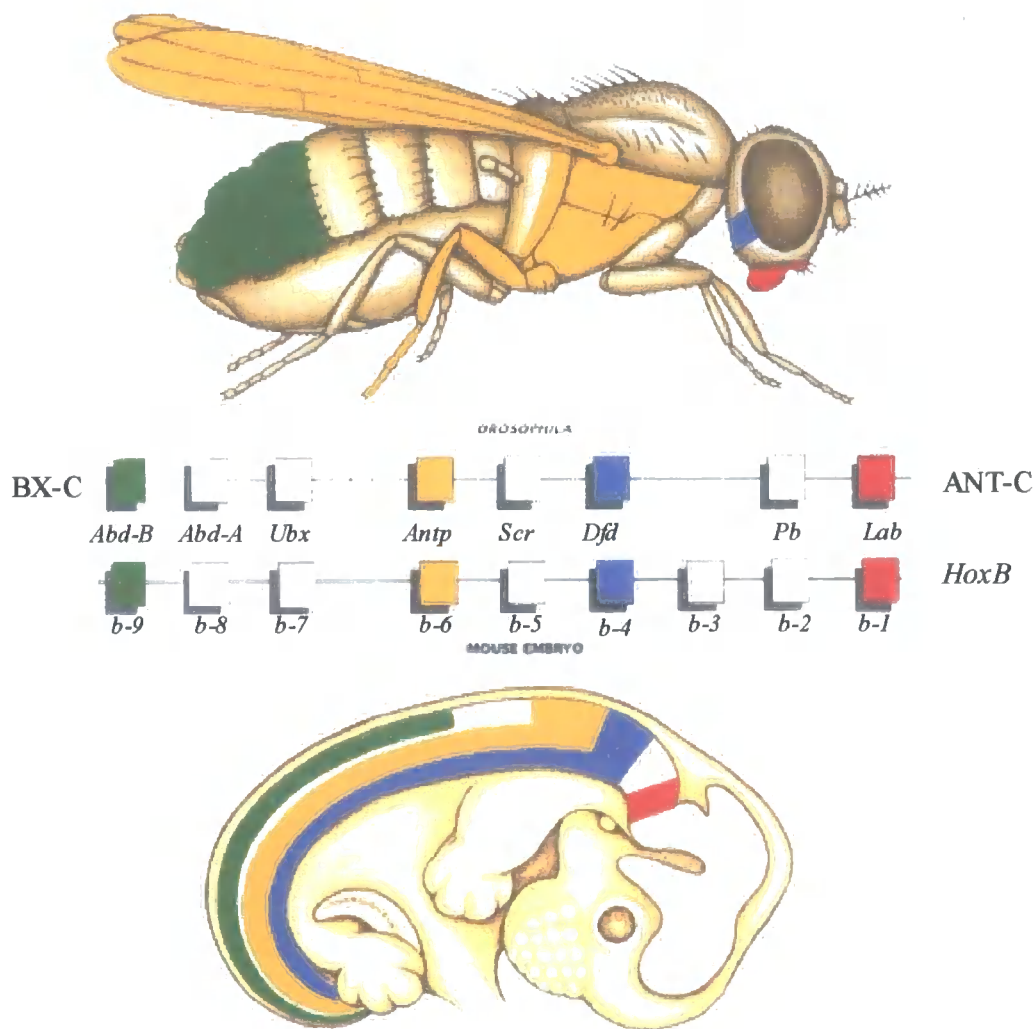 DROSOPHULA
BX-C ANT-C
Abd-B Abd-A Ubx Antp Scr Dfd Pb Lab
HoxB
b-9 b-8 b-7 b-6 b-5 b-4 b-3 b-2 b-1
MOUSE EMBRYO